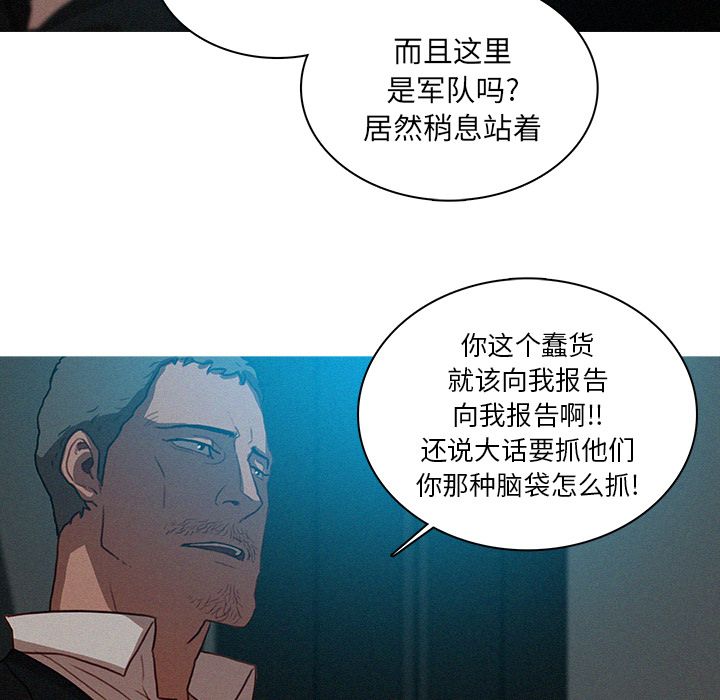 而且这里
是军队吗?
居然稍息站着
你这个蠢货
就该向我报告
向我报告啊!!
还说大话要抓他们
你那种脑袋怎么抓!